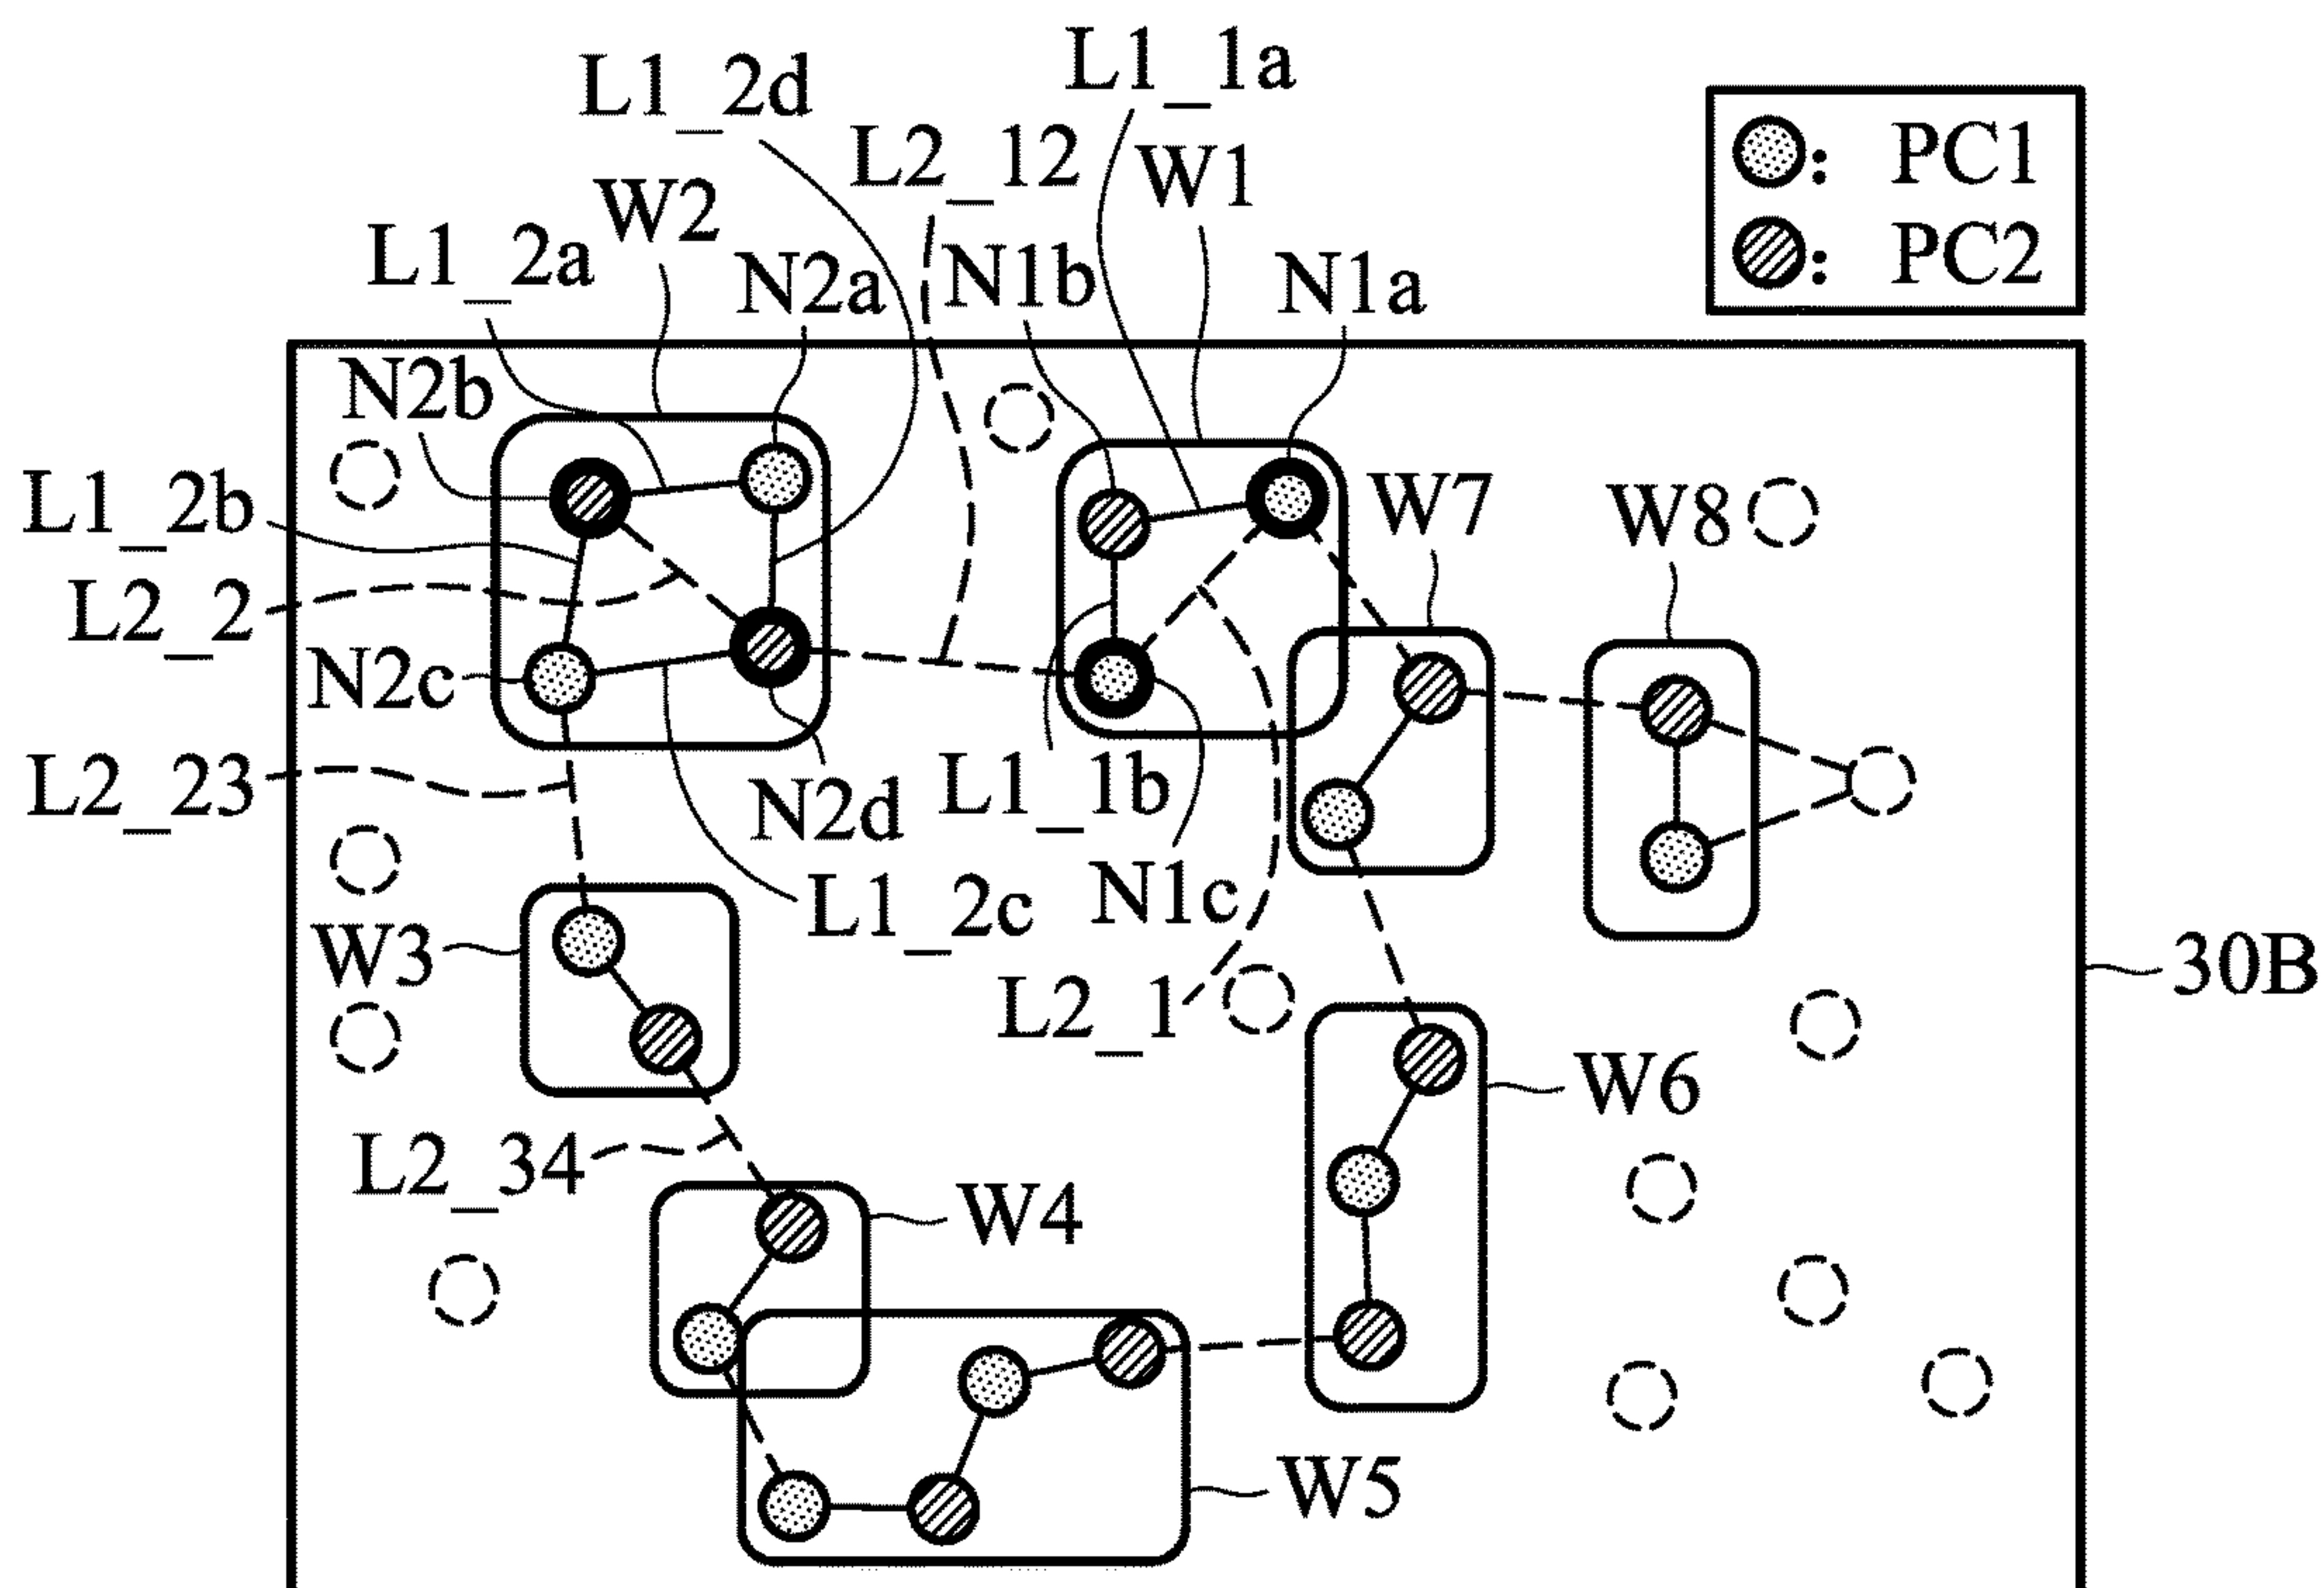 L1_2d
L1_1a
L2_12
W1
PC1
PC2
L1_2a
W2
N2a
N1b
N1a
N2b
L1_2b
W7
W8
L2_2
N2c
L2_23
N2d
L1_1b
L1_2c
N1c
W3
30B
L2_1
W6
L2_34
W4
W5